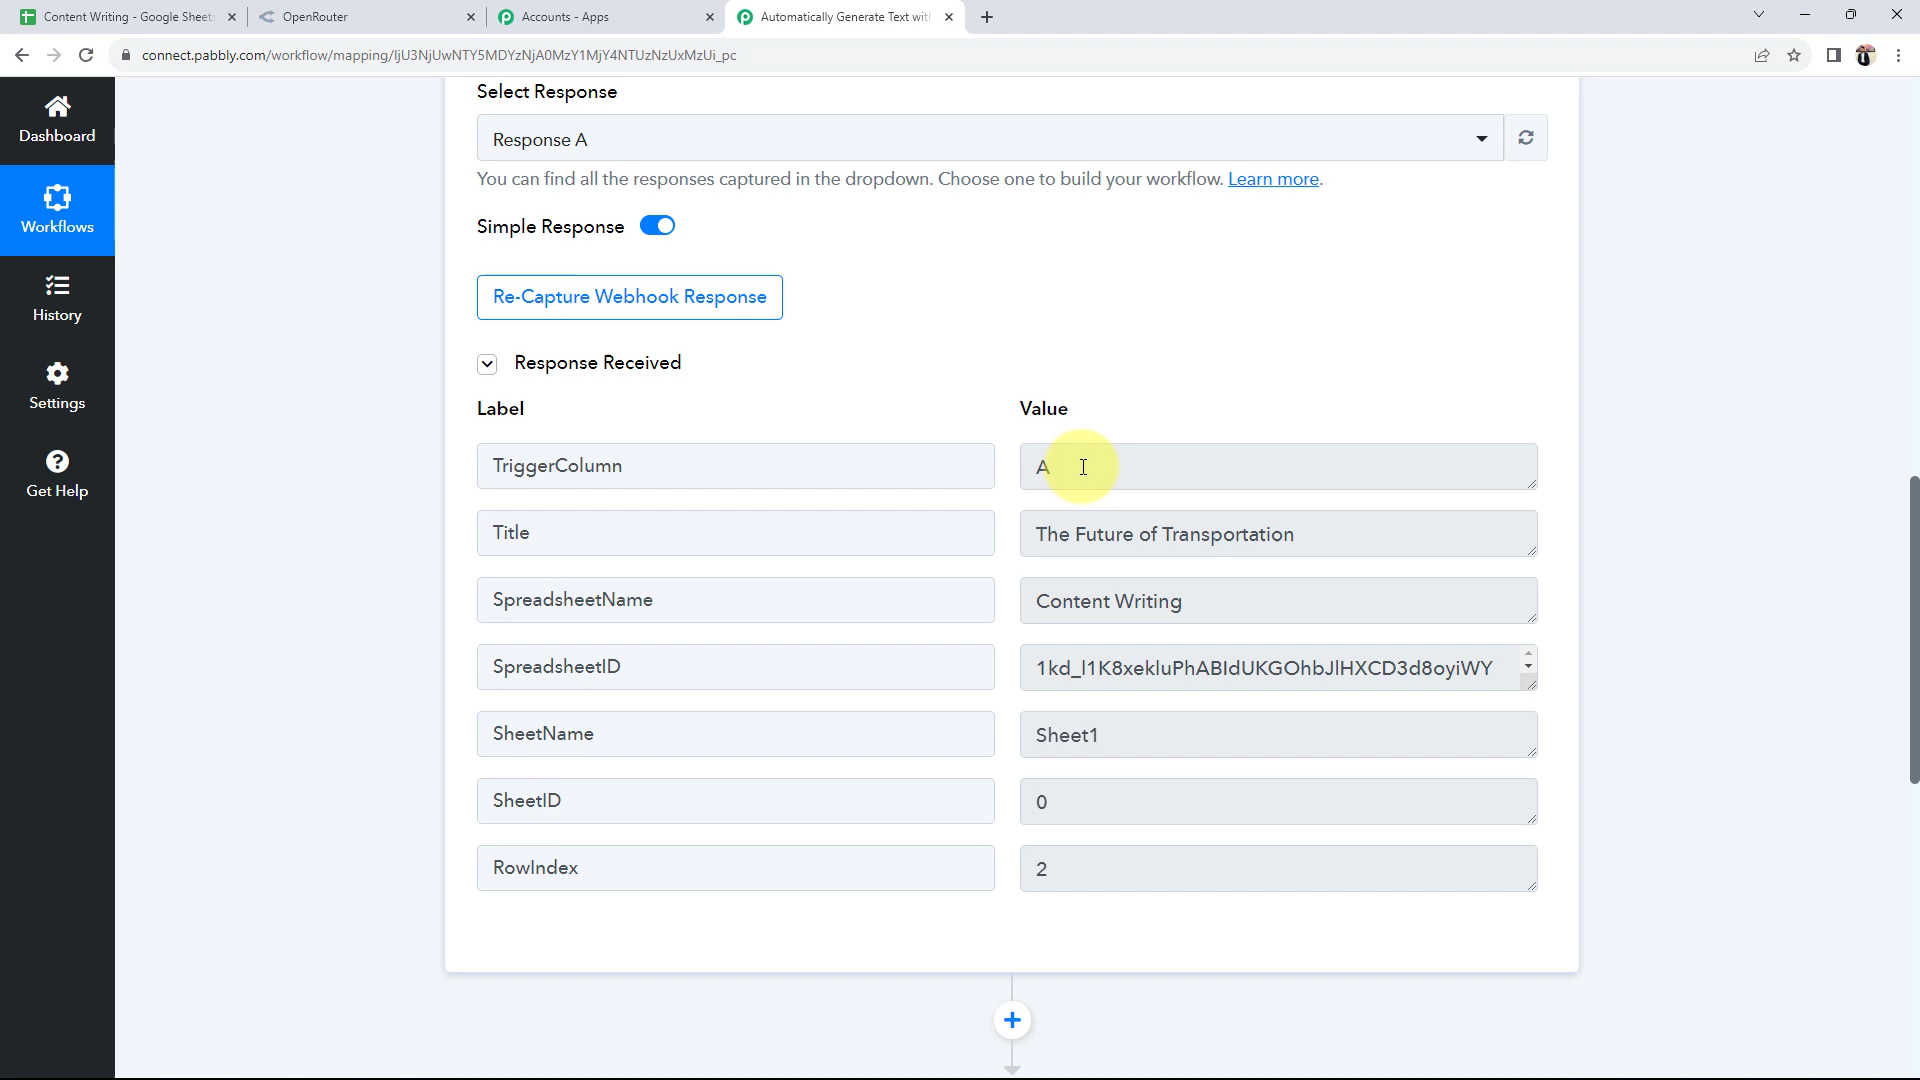 Content Writing - Google Sheet
OpenRouter
Accounts - Apps
Automatically Generate Text wit
connect.pabbly.com/workflow/mapping/IjU3NjUwNTY5MDYzNjA0MzY1MjY4NTUzNzUxMzUi_pc
Dashboard
Workflows
History
Settings
Get Help
Select Response
Response A
You can find all the responses captured in the dropdown. Choose one to build your workflow. Learn more.
Simple Response
Re-Capture Webhook Response
Response Received
Label Value
TriggerColumn A
Title The Future of Transportation
SpreadsheetName Content Writing
SpreadsheetID 1kd_l1K8xekluPhABIdUKGOhbJlHXCD3d8oyiWY
SheetName Sheet1
SheetID 0
RowIndex 2